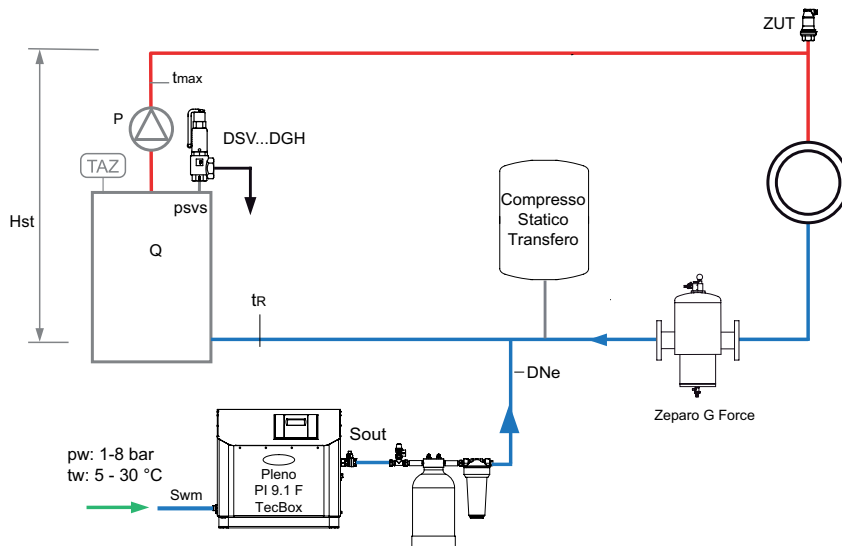 ZUT
tmax
P
DSV...DGH
TAZ
psvs
Compresso
Statico
Transfero
Hst
Q
tR
DNe
Zeparo G Force
Sout
pw: 1-8 bar
tw: 5 - 30 °C
Pleno
PI 9.1 F
TecBox
Swm